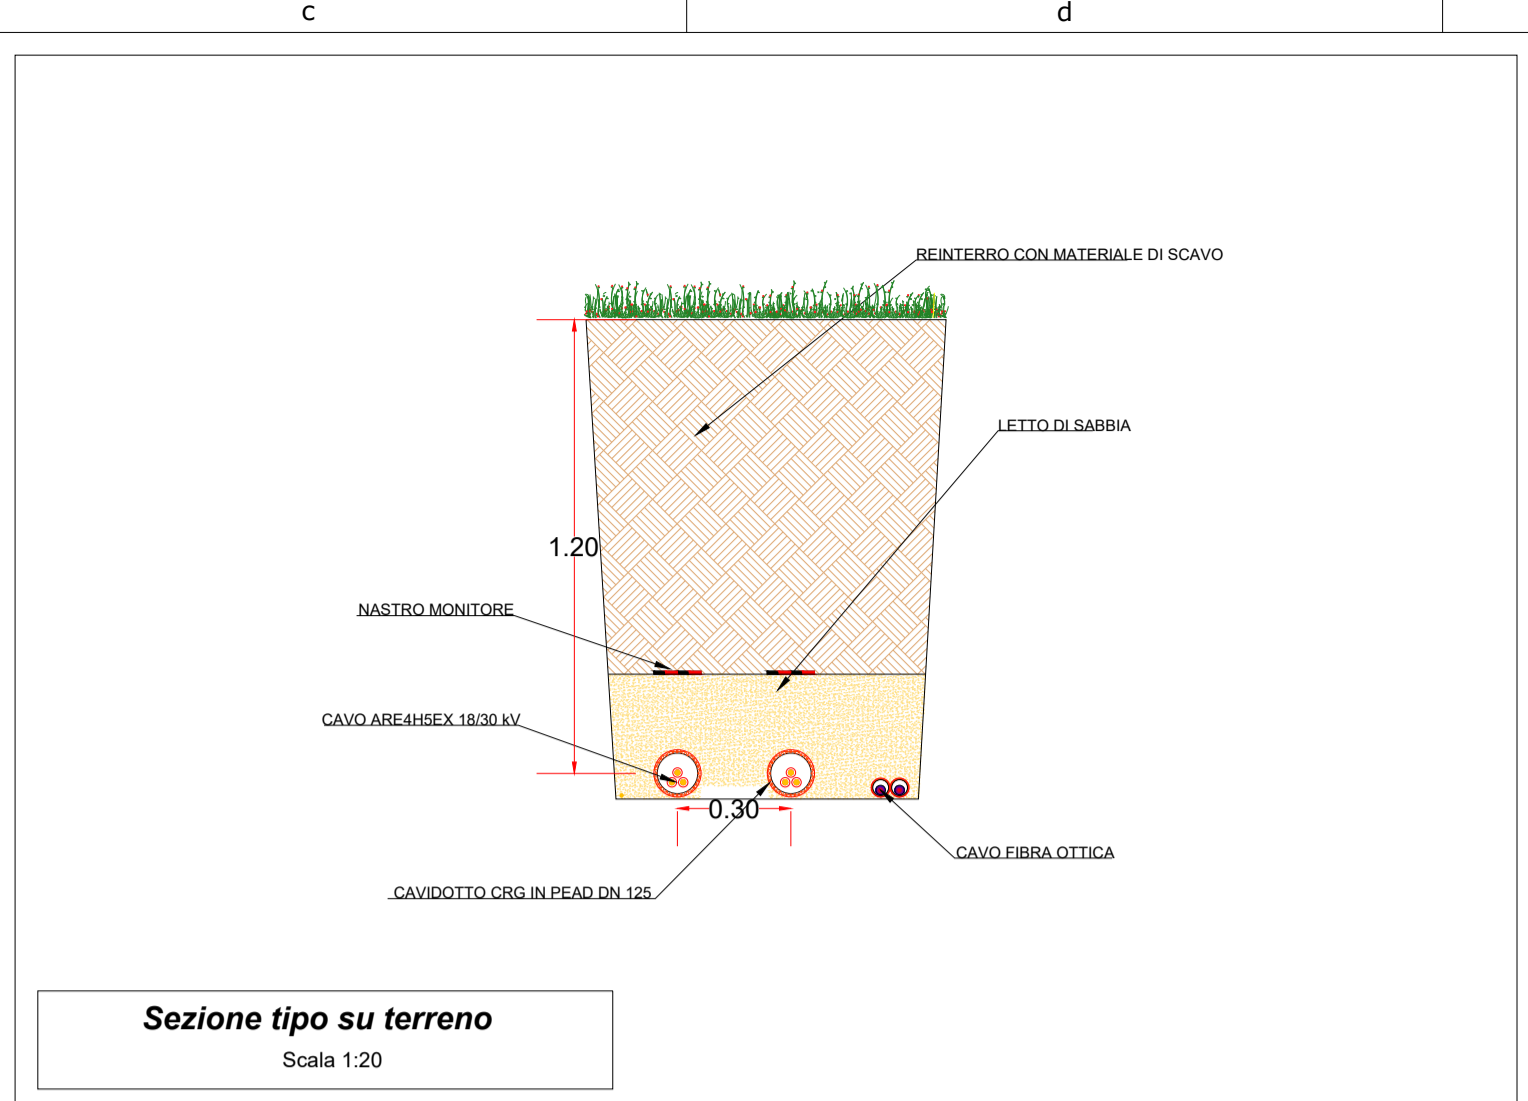 c
d
REINTERRO CON MATERIALE DI SCAVO
LETTO DI SABBIA
1.20
NASTRO MONITORE
CAVO ARE4H5EX 18/30 kV
0.30
CAVO FIBRA OTTICA
CAVIDOTTO CRG IN PEAD DN 125
Sezione tipo su terreno
Scala 1:20